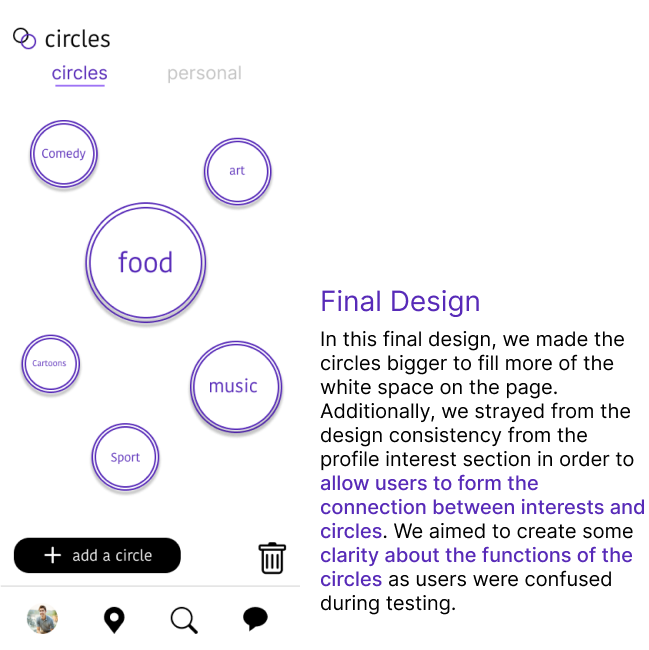 circles
circles personal
Comedy
art
food
Cartoons
music
Sport
add a circle
Final Design
In this final design, we made the
circles bigger to fill more of the
white space on the page.
Additionally, we strayed from the
design consistency from the
profile interest section in order to
allow users to form the
connection between interests and
circles. We aimed to create some
clarity about the functions of the
circles as users were confused
during testing.